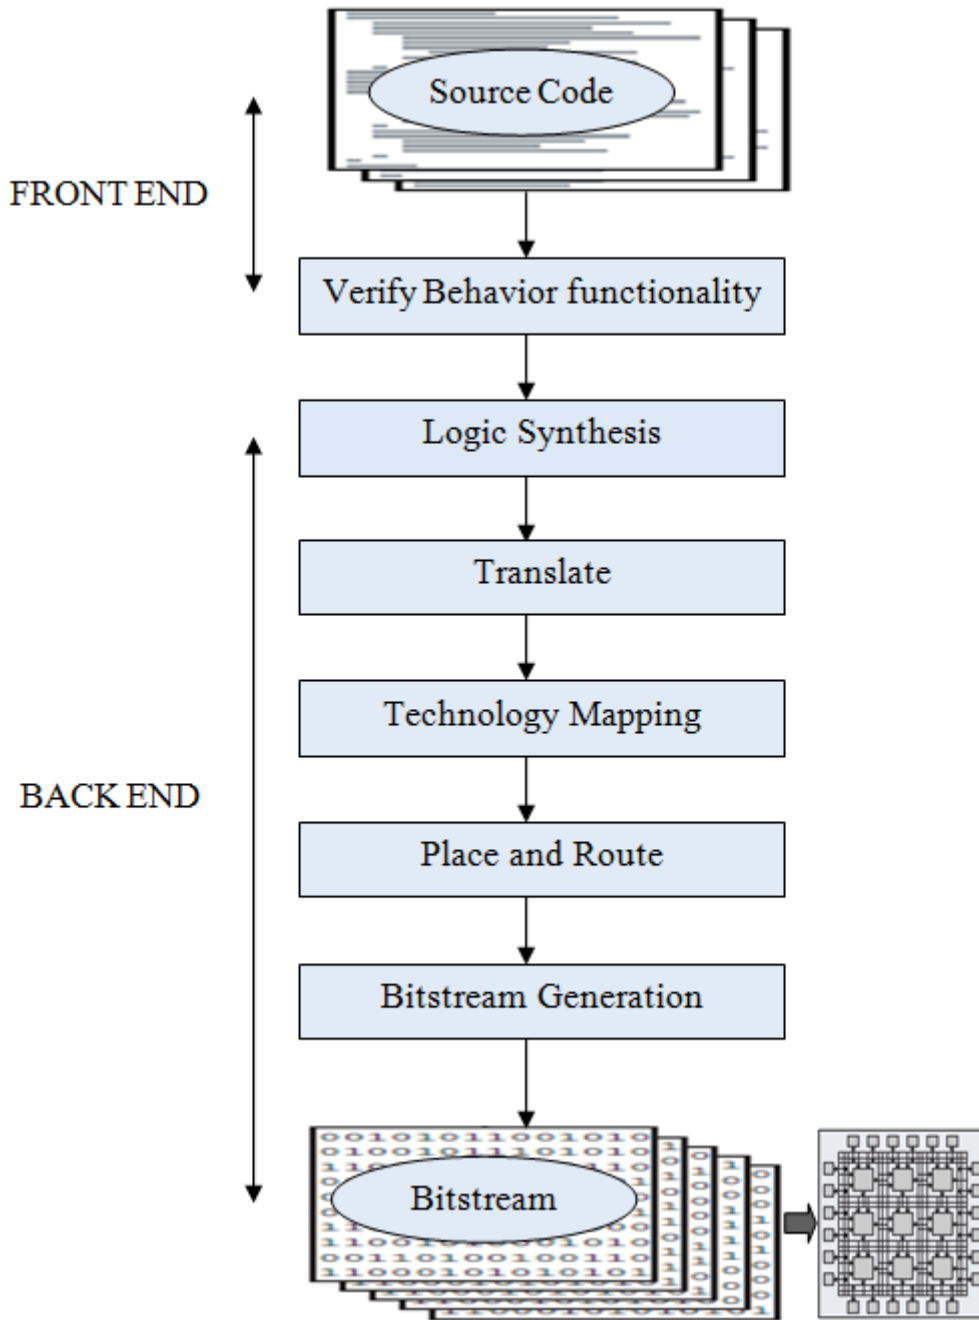 Source Code
FRONT END
Verify Behavior functionality
Logic Synthesis
Translate
Technology Mapping
BACK END
Place and Route
Bitstream Generation
00101011001010
Bitstream